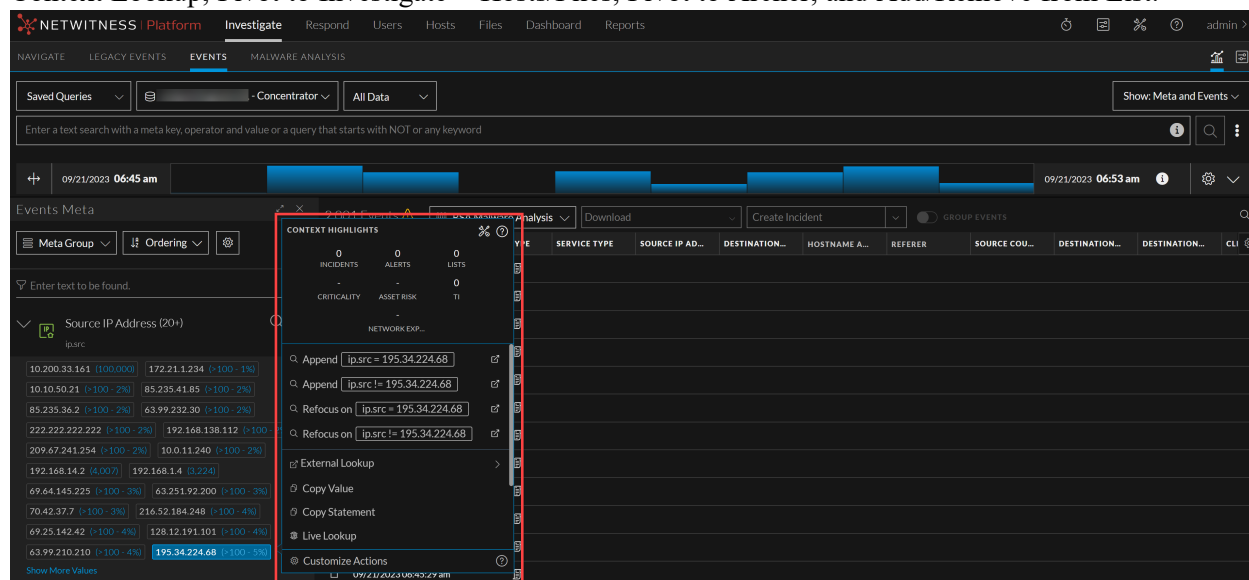 Context Lookup, Pivot to Investigate > Hosts/Files, Pivot to Archer, and Add/Remove from List.
NETWITNESS Platform Investigate Respond Users Hosts Files Dashboard Reports admin >
NAVIGATE LEGACY EVENTS EVENTS MALWARE ANALYSIS
Saved Queries - Concentrator All Data Show: Meta and Events
Enter a text search with a meta key, operator and value or a query that starts with NOT or any keyword
09/21/2023 06:45 am 09/21/2023 06:53 am
Events Meta
2,001 Events RSA Malware Analysis Download Create Incident GROUP EVENTS
Meta Group Ordering
YPE SERVICE TYPE SOURCE IP AD... DESTINATION... HOSTNAME A... REFERER SOURCE COU... DESTINATION... DESTINATION... CLI
Enter text to be found.
Source IP Address (20+)
ip.src
10.200.33.161 (100,000) 172.21.1.234 (>100 - 1%)
10.10.50.21 (>100 - 2%) 85.235.41.85 (>100 - 2%)
85.235.36.2 (>100 - 2%) 63.99.232.30 (>100 - 2%)
222.222.222.222 (>100 - 2%) 192.168.138.112 (>100 -
209.67.241.254 (>100 - 2%) 10.0.11.240 (>100 - 2%)
192.168.14.2 (4,007) 192.168.1.4 (3,224)
69.64.145.225 (>100 - 3%) 63.251.92.200 (>100 - 3%)
70.42.37.7 (>100 - 3%) 216.52.184.248 (>100 - 4%)
69.25.142.42 (>100 - 4%) 128.12.191.101 (>100 - 4%)
63.99.210.210 (>100 - 4%) 195.34.224.68 (>100 - 5%)
Show More Values
CONTEXT HIGHLIGHTS
0 0 0
INCIDENTS ALERTS LISTS
- - 0
CRITICALITY ASSET RISK TI
-
NETWORK EXP...
Append ip.src = 195.34.224.68
Append ip.src != 195.34.224.68
Refocus on ip.src = 195.34.224.68
Refocus on ip.src != 195.34.224.68
External Lookup
Copy Value
Copy Statement
Live Lookup
Customize Actions
09/21/2023 06:45:29 am